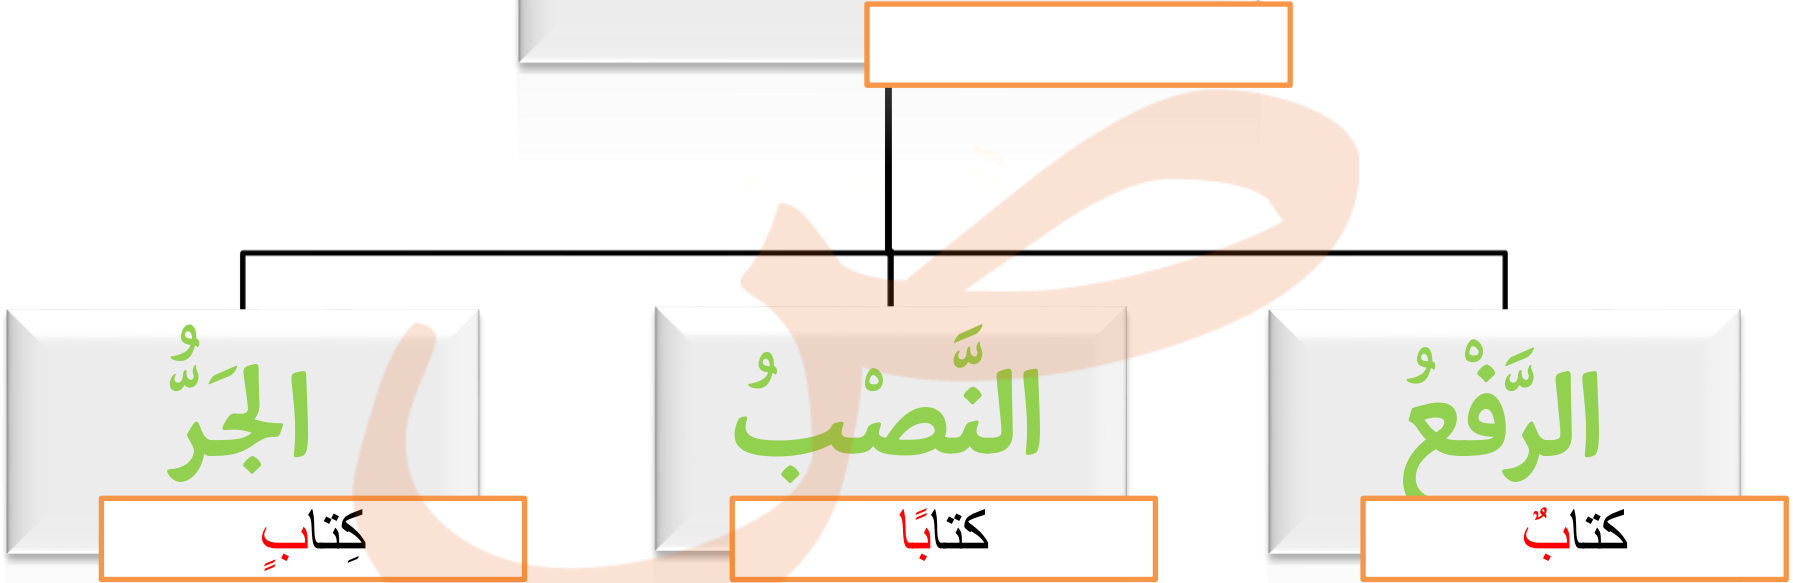 الرَّفْعُ
كتابٌ
النَّصْبُ
كتابًا
الجَرُّ
كِتابٍ